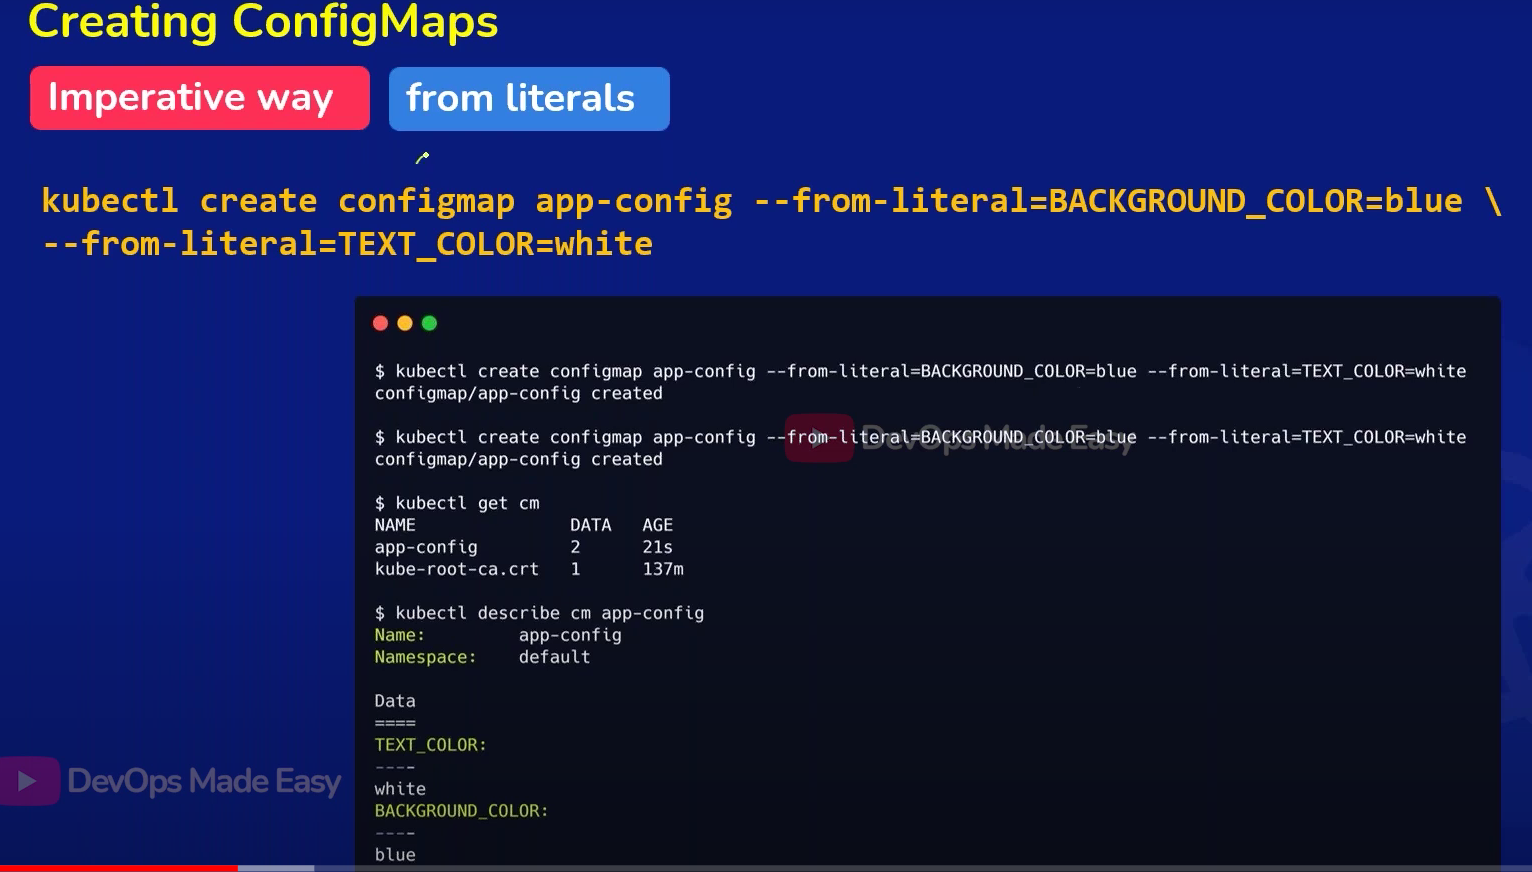 Creating ConfigMaps
Imperative way
from literals
kubectl create configmap app-config --from-literal=BACKGROUND_COLOR=blue \
--from-literal=TEXT_COLOR=white
$ kubectl create configmap app-config --from-literal=BACKGROUND_COLOR=blue --from-literal=TEXT_COLOR=white
configmap/app-config created
$ kubectl create configmap app-config --from-literal=BACKGROUND_COLOR=blue --from-literal=TEXT_COLOR=white
DevOps Made Easy
configmap/app-config created
$ kubectl get cm
NAME DATA AGE
app-config 2 21s
kube-root-ca.crt 1 137m
$ kubectl describe cm app-config
Name: app-config
Namespace: default
Data
====
TEXT_COLOR:
----
white
BACKGROUND_COLOR:
----
blue
DevOps Made Easy